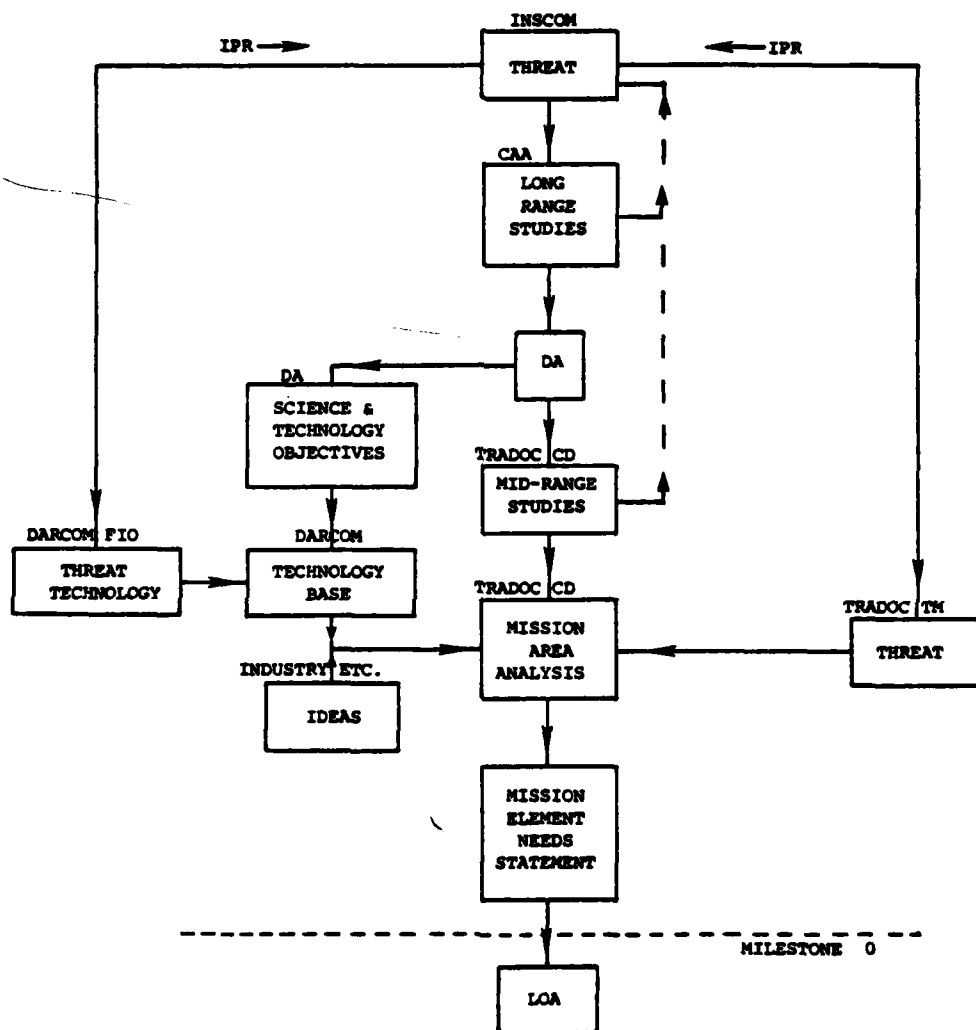 INSCOM
IPR
IPR
THREAT
CAA
LONG
RANGE
STUDIES
DA
DA
SCIENCE &
TECHNOLOGY
OBJECTIVES
TRADOC CD
MID-RANGE
STUDIES
DARCOM FIO
THREAT
TECHNOLOGY
DARCOM
TECHNOLOGY
BASE
TRADOC CD
MISSION
AREA
ANALYSIS
TRADOC TM
THREAT
INDUSTRY ETC.
IDEAS
MISSION
ELEMENT
NEEDS
STATEMENT
MILESTONE 0
LOA